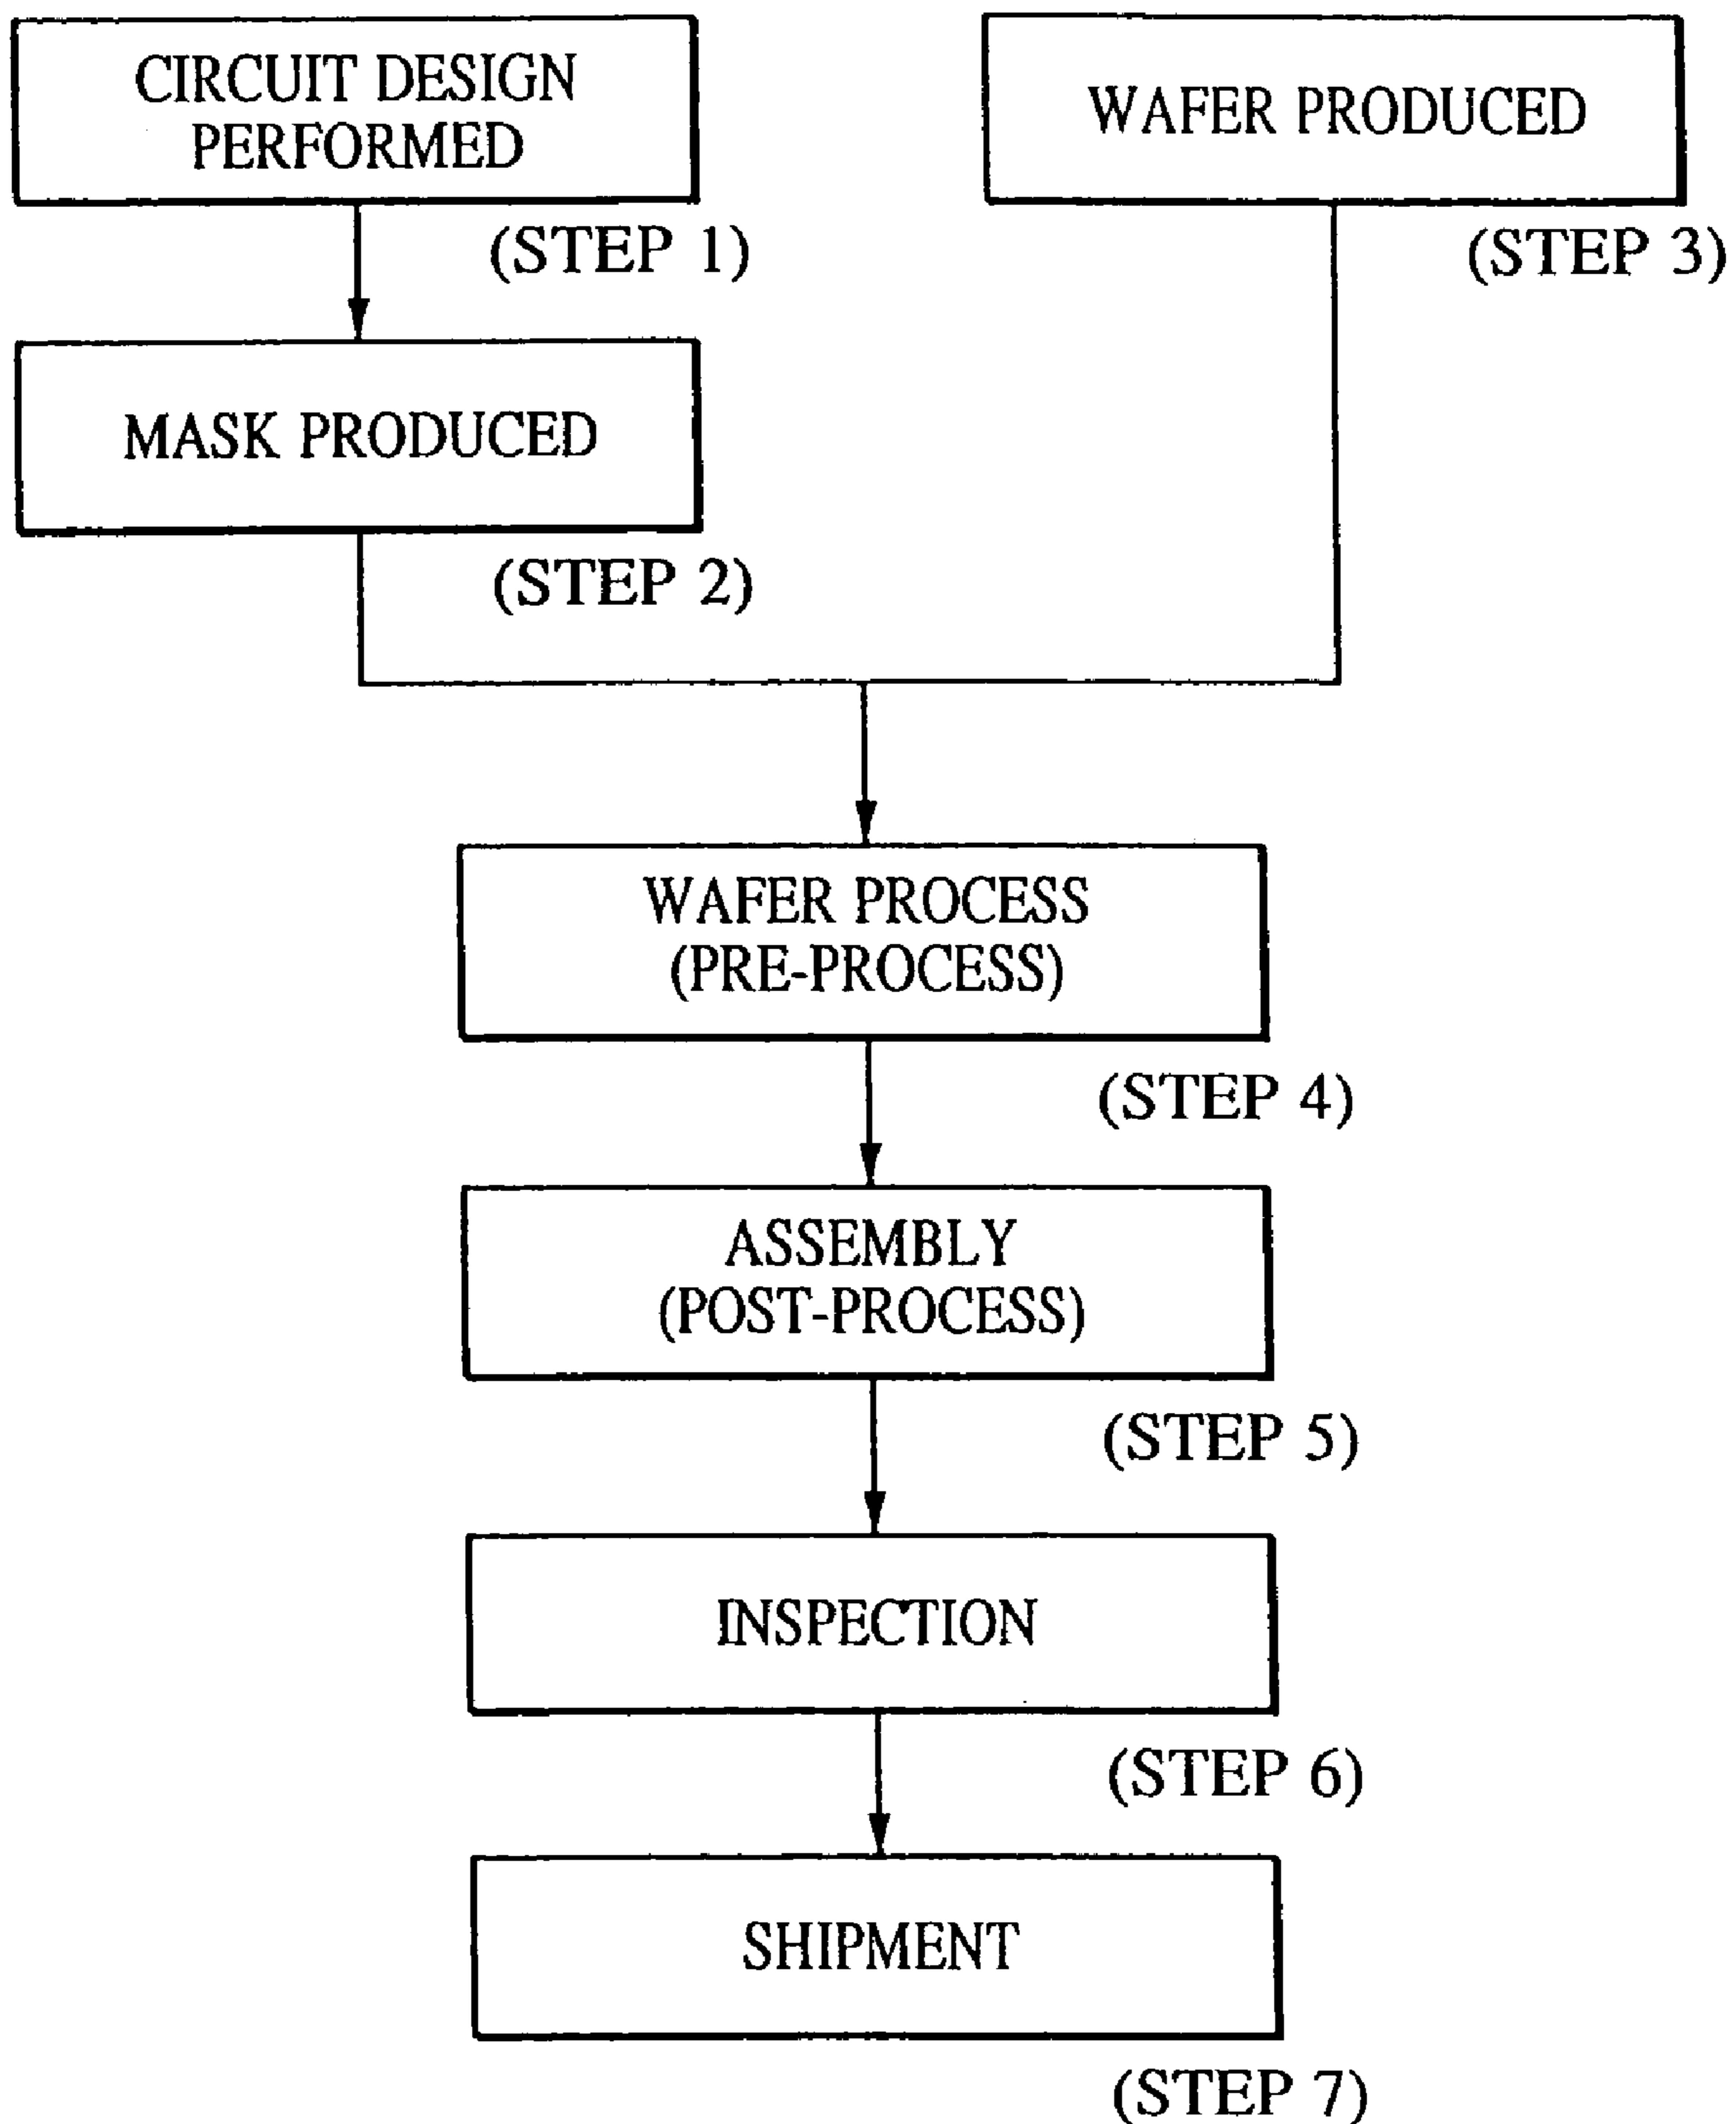 CIRCUIT DESIGN
PERFORMED
(STEP 1)
WAFER PRODUCED
(STEP 3)
MASK PRODUCED
(STEP 2)
WAFER PROCESS
(PRE-PROCESS)
(STEP 4)
ASSEMBLY
(POST-PROCESS)
(STEP 5)
INSPECTION
(STEP 6)
SHIPMENT
(STEP 7)